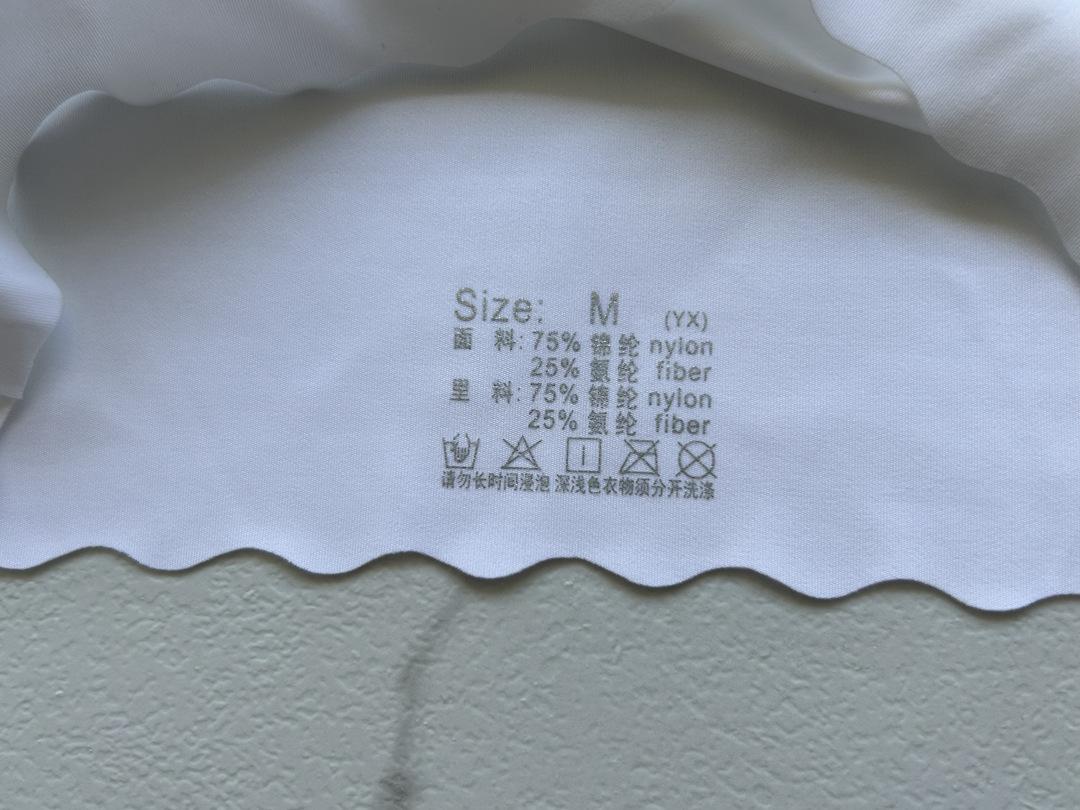 Size: M (YX)
面 料: 75% 锦纶 nylon
25% 氨纶 fiber
里 料: 75% 锦纶 nylon
25% 氨纶 fiber
请勿长时间浸泡 深浅色衣物须分开洗涤